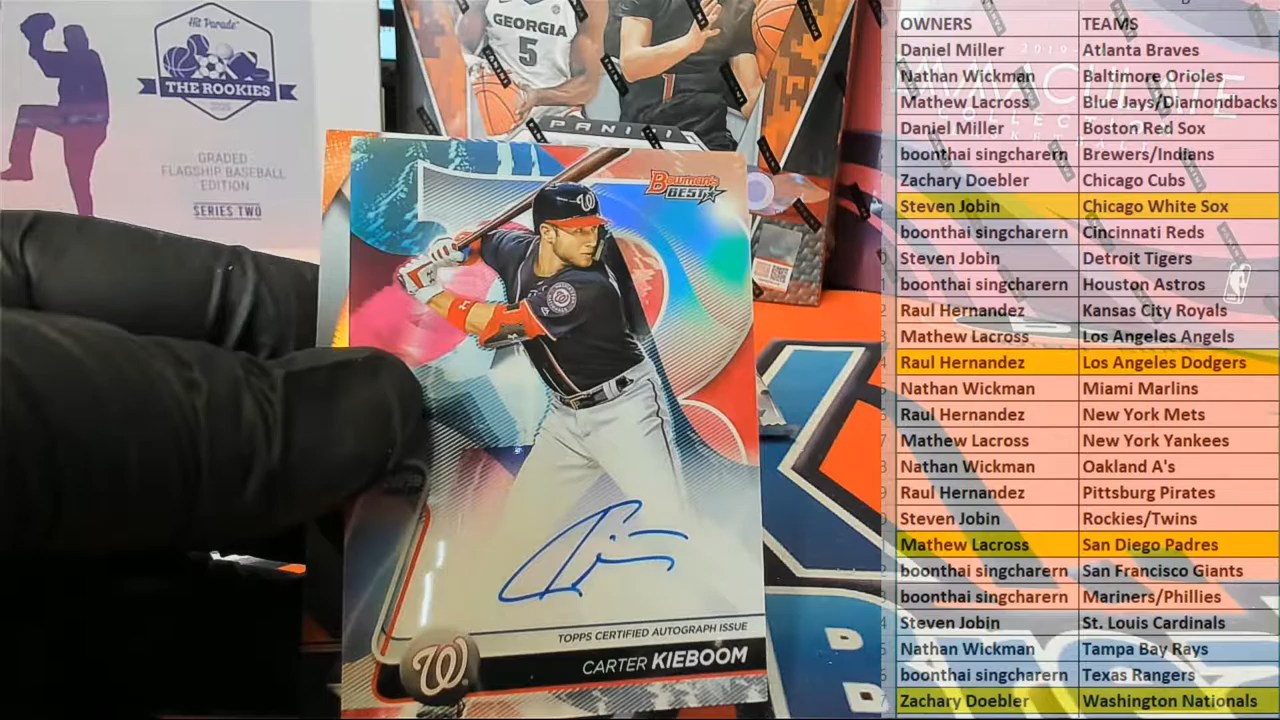 Hit Parade
THE ROOKIES
GRADED
FLAGSHIP BASEBALL
EDITION
SERIES TWO
GEORGIA
5
1
PANINI
Bowman's
BEST
W
TOPPS CERTIFIED AUTOGRAPH ISSUE
CARTER KIEBOOM
W
OWNERS TEAMS
Daniel Miller Atlanta Braves
Nathan Wickman Baltimore Orioles
Mathew Lacross Blue Jays/Diamondbacks
Daniel Miller Boston Red Sox
boonthai singcharern Brewers/Indians
Zachary Doebler Chicago Cubs
Steven Jobin Chicago White Sox
boonthai singcharern Cincinnati Reds
Steven Jobin Detroit Tigers
boonthai singcharern Houston Astros
Raul Hernandez Kansas City Royals
Mathew Lacross Los Angeles Angels
Raul Hernandez Los Angeles Dodgers
Nathan Wickman Miami Marlins
Raul Hernandez New York Mets
Mathew Lacross New York Yankees
Nathan Wickman Oakland A's
Raul Hernandez Pittsburg Pirates
Steven Jobin Rockies/Twins
Mathew Lacross San Diego Padres
boonthai singcharern San Francisco Giants
boonthai singcharern Mariners/Phillies
Steven Jobin St. Louis Cardinals
Nathan Wickman Tampa Bay Rays
boonthai singcharern Texas Rangers
Zachary Doebler Washington Nationals
IMMACULATE
COLLECTION